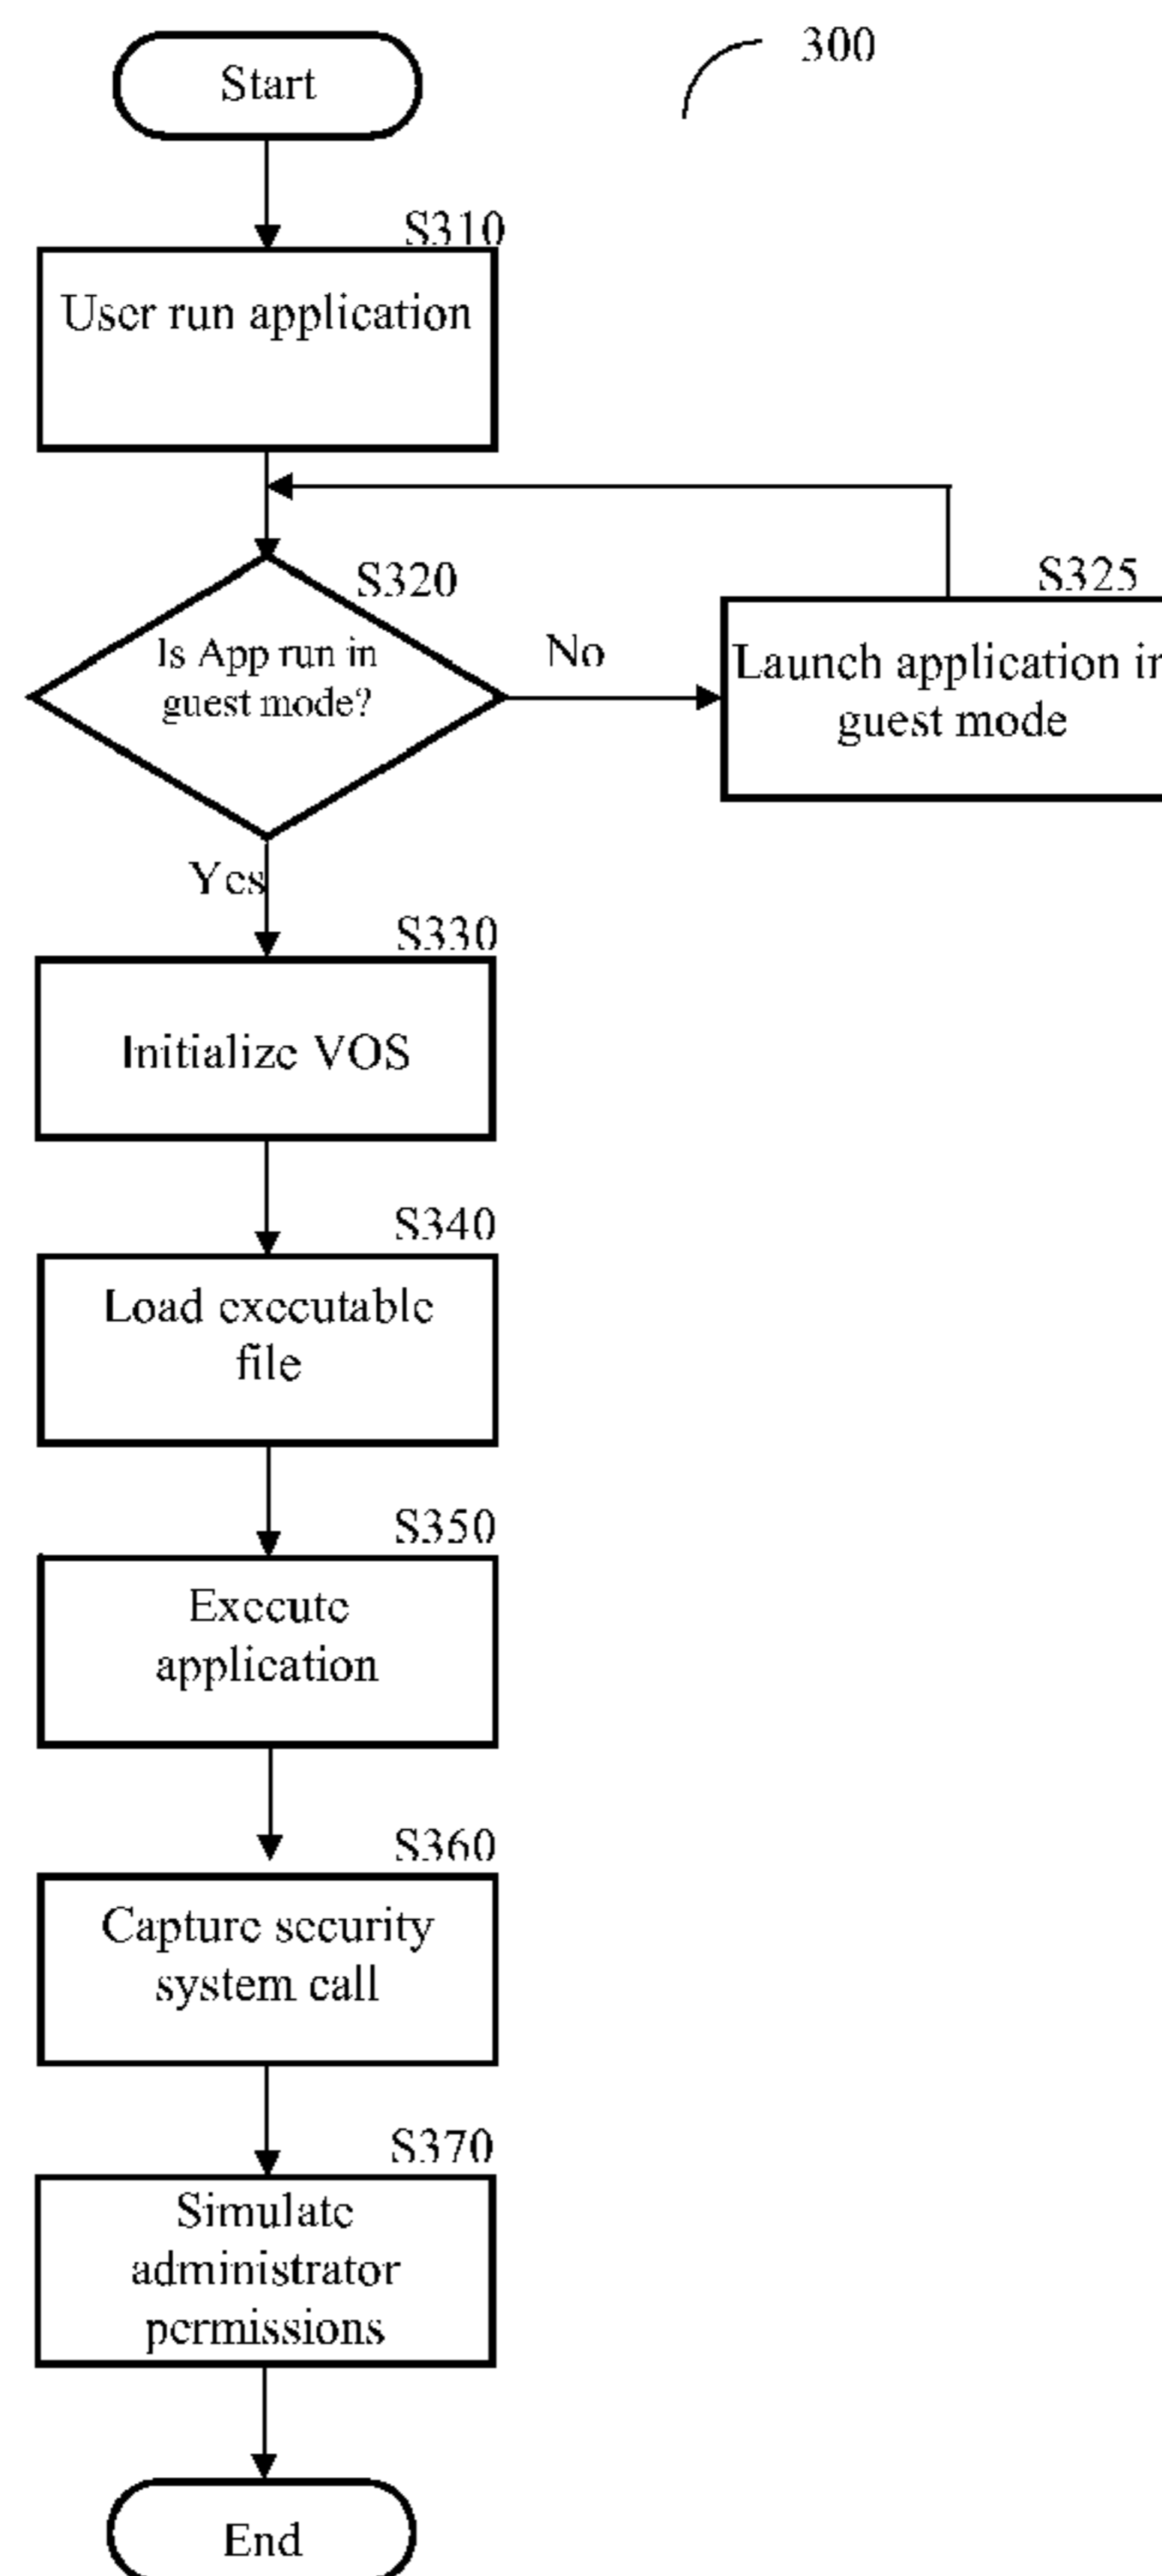 300
Start
S310
User run application
S320
Is App run in
guest mode?
No
S325
Launch application in
guest mode
Yes
S330
Initialize VOS
S340
Load executable
file
S350
Execute
application
S360
Capture security
system call
S370
Simulate
administrator
permissions
End